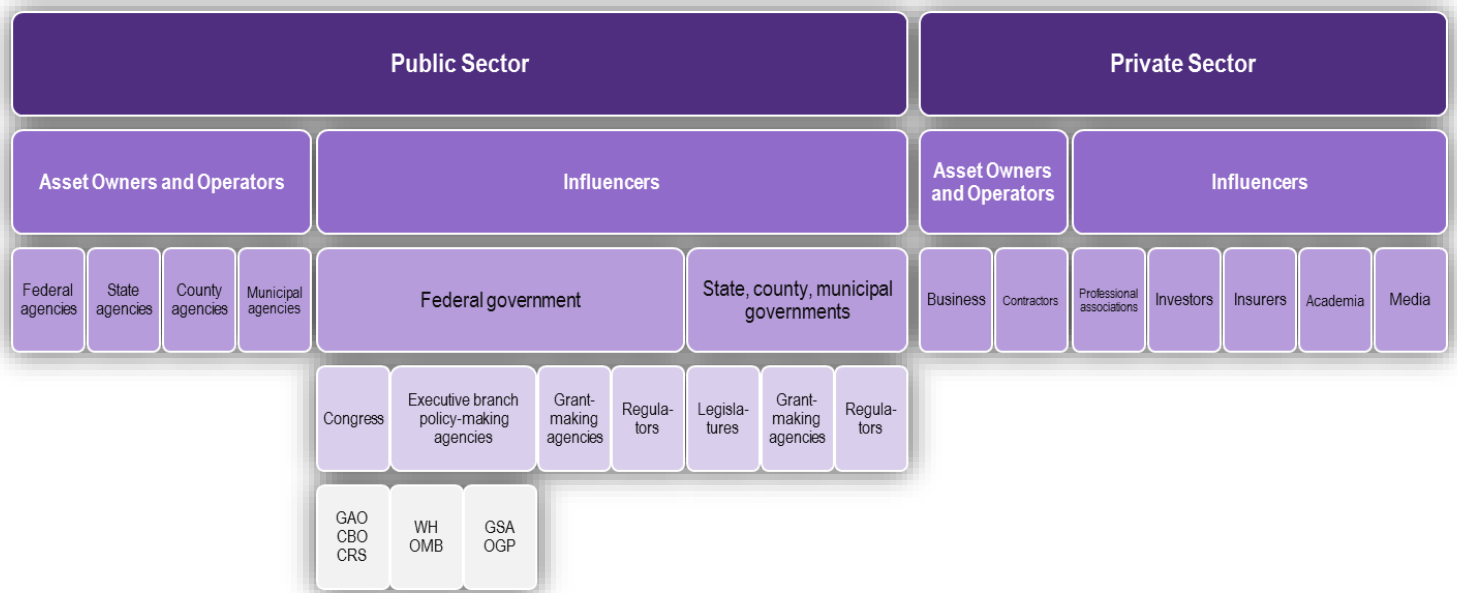 Public Sector
Private Sector
Asset Owners and Operators
Influencers
Asset Owners
and Operators
Influencers
Federal
agencies
State
agencies
County
agencies
Municipal
agencies
Federal government
State, county, municipal
governments
Business
Contractors
Professional
associations
Investors
Insurers
Academia
Media
Congress
Executive branch
policy-making
agencies
Grant-
making
agencies
Regula-
tors
Legisla-
tures
Grant-
making
agencies
Regula-
tors
GAO
CBO
CRS
WH
OMB
GSA
OGP